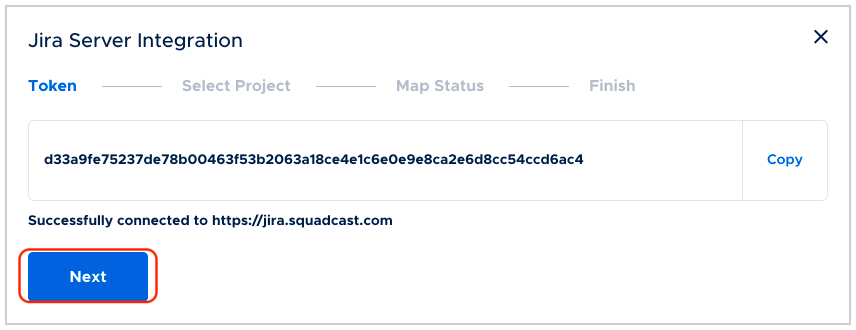 Jira Server Integration
Token Select Project Map Status Finish
d33a9fe75237de78b00463f53b2063a18ce4e1c6e0e9e8ca2e6d8cc54ccd6ac4 Copy
Successfully connected to https://jira.squadcast.com
Next